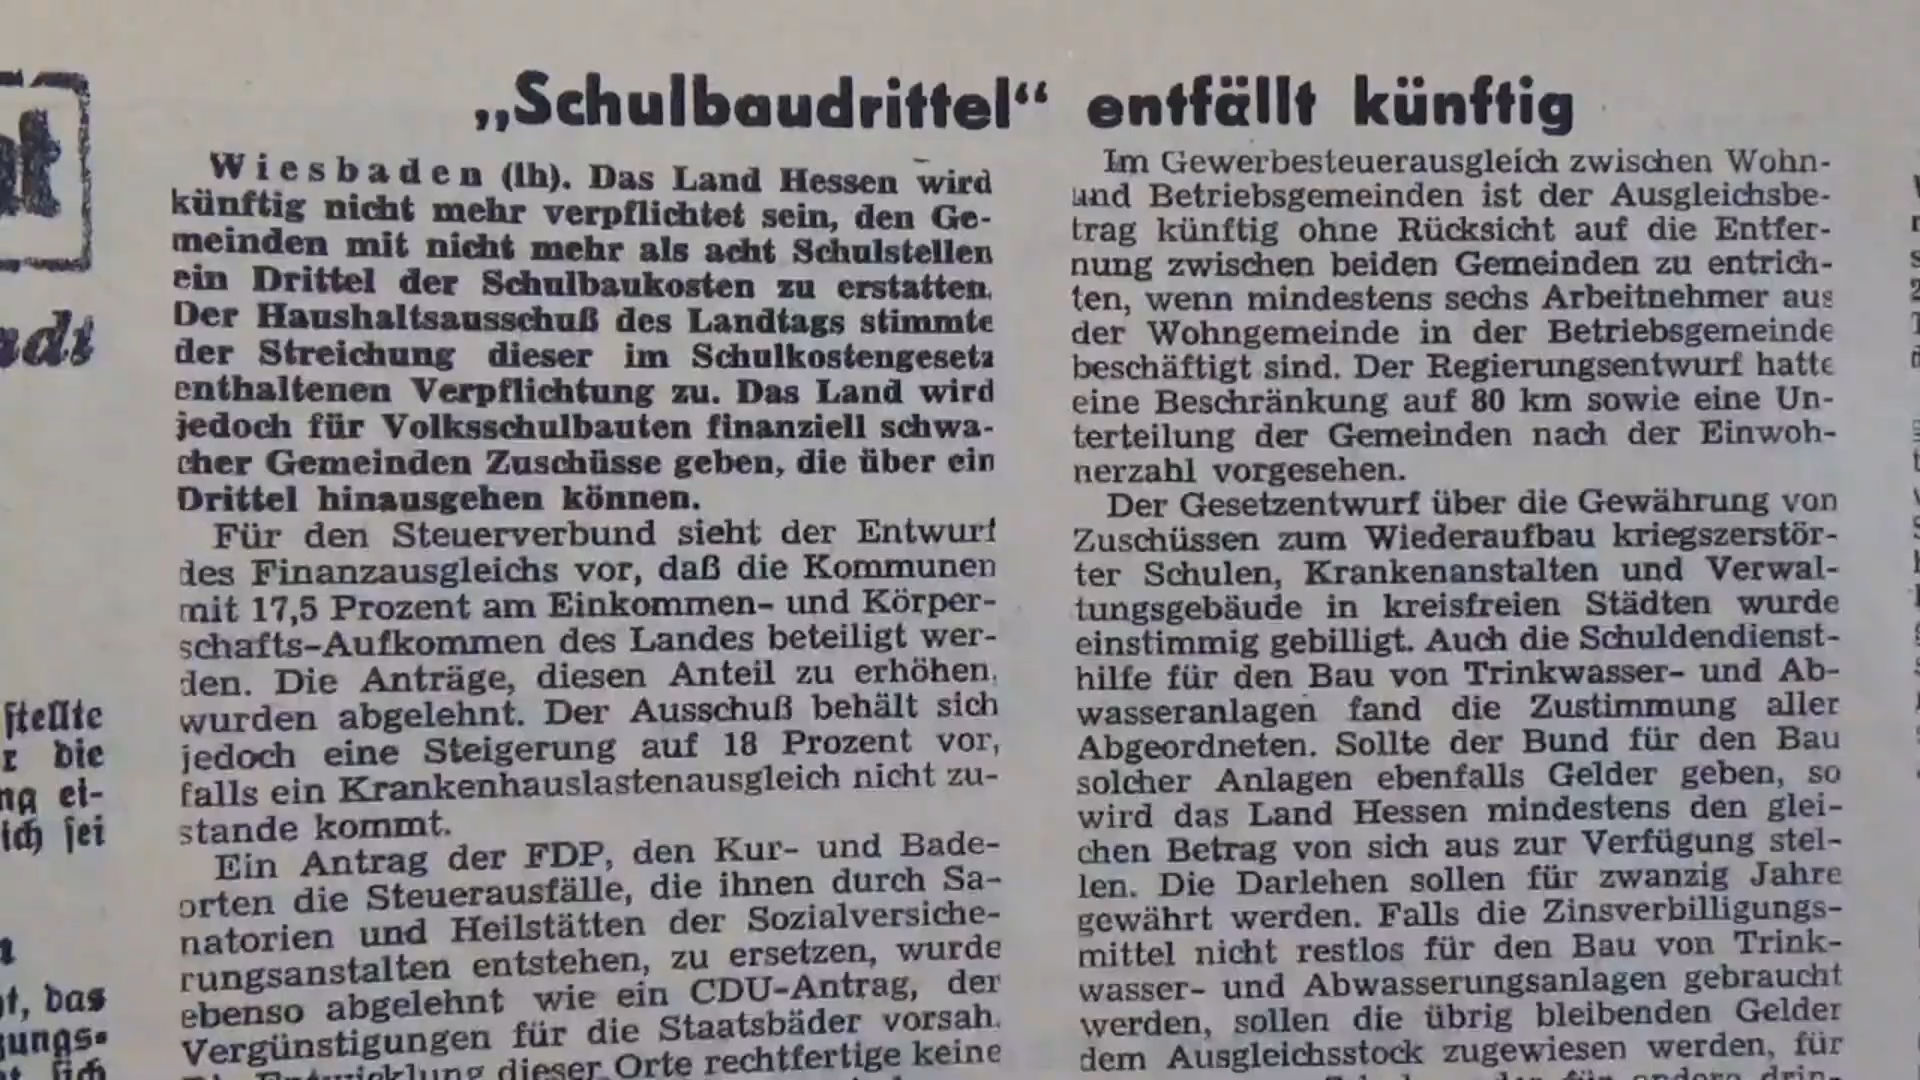 „Schulbaudrittel“ entfällt künftig
Wiesbaden (lh). Das Land Hessen wird
künftig nicht mehr verpflichtet sein, den Ge-
meinden mit nicht mehr als acht Schulstellen
ein Drittel der Schulbaukosten zu erstatten.
Der Haushaltsausschuß des Landtags stimmte
der Streichung dieser im Schulkostengesetz
enthaltenen Verpflichtung zu. Das Land wird
jedoch für Volksschulbauten finanziell schwa-
cher Gemeinden Zuschüsse geben, die über ein
Drittel hinausgehen können.
Für den Steuerverbund sieht der Entwurf
des Finanzausgleichs vor, daß die Kommunen
mit 17,5 Prozent am Einkommen- und Körper-
schafts-Aufkommen des Landes beteiligt wer-
den. Die Anträge, diesen Anteil zu erhöhen,
wurden abgelehnt. Der Ausschuß behält sich
jedoch eine Steigerung auf 18 Prozent vor,
falls ein Krankenhauslastenausgleich nicht zu-
stande kommt.
Ein Antrag der FDP, den Kur- und Bade-
orten die Steuerausfälle, die ihnen durch Sa-
natorien und Heilstätten der Sozialversiche-
rungsanstalten entstehen, zu ersetzen, wurde
ebenso abgelehnt wie ein CDU-Antrag, der
Vergünstigungen für die Staatsbäder vorsah.
Die Entwicklung dieser Orte rechtfertige keine
Im Gewerbesteuerausgleich zwischen Wohn-
und Betriebsgemeinden ist der Ausgleichsbe-
trag künftig ohne Rücksicht auf die Entfer-
nung zwischen beiden Gemeinden zu entrich-
ten, wenn mindestens sechs Arbeitnehmer aus
der Wohngemeinde in der Betriebsgemeinde
beschäftigt sind. Der Regierungsentwurf hatte
eine Beschränkung auf 80 km sowie eine Un-
terteilung der Gemeinden nach der Einwoh-
nerzahl vorgesehen.
Der Gesetzentwurf über die Gewährung von
Zuschüssen zum Wiederaufbau kriegszerstör-
ter Schulen, Krankenanstalten und Verwal-
tungsgebäude in kreisfreien Städten wurde
einstimmig gebilligt. Auch die Schuldendienst-
hilfe für den Bau von Trinkwasser- und Ab-
wasseranlagen fand die Zustimmung aller
Abgeordneten. Sollte der Bund für den Bau
solcher Anlagen ebenfalls Gelder geben, so
wird das Land Hessen mindestens den glei-
chen Betrag von sich aus zur Verfügung stel-
len. Die Darlehen sollen für zwanzig Jahre
gewährt werden. Falls die Zinsverbilligungs-
mittel nicht restlos für den Bau von Trink-
wasser- und Abwasserungsanlagen gebraucht
werden, sollen die übrig bleibenden Gelder
dem Ausgleichsstock zugewiesen werden, für
stellte
die
ei-
sei
das
sich